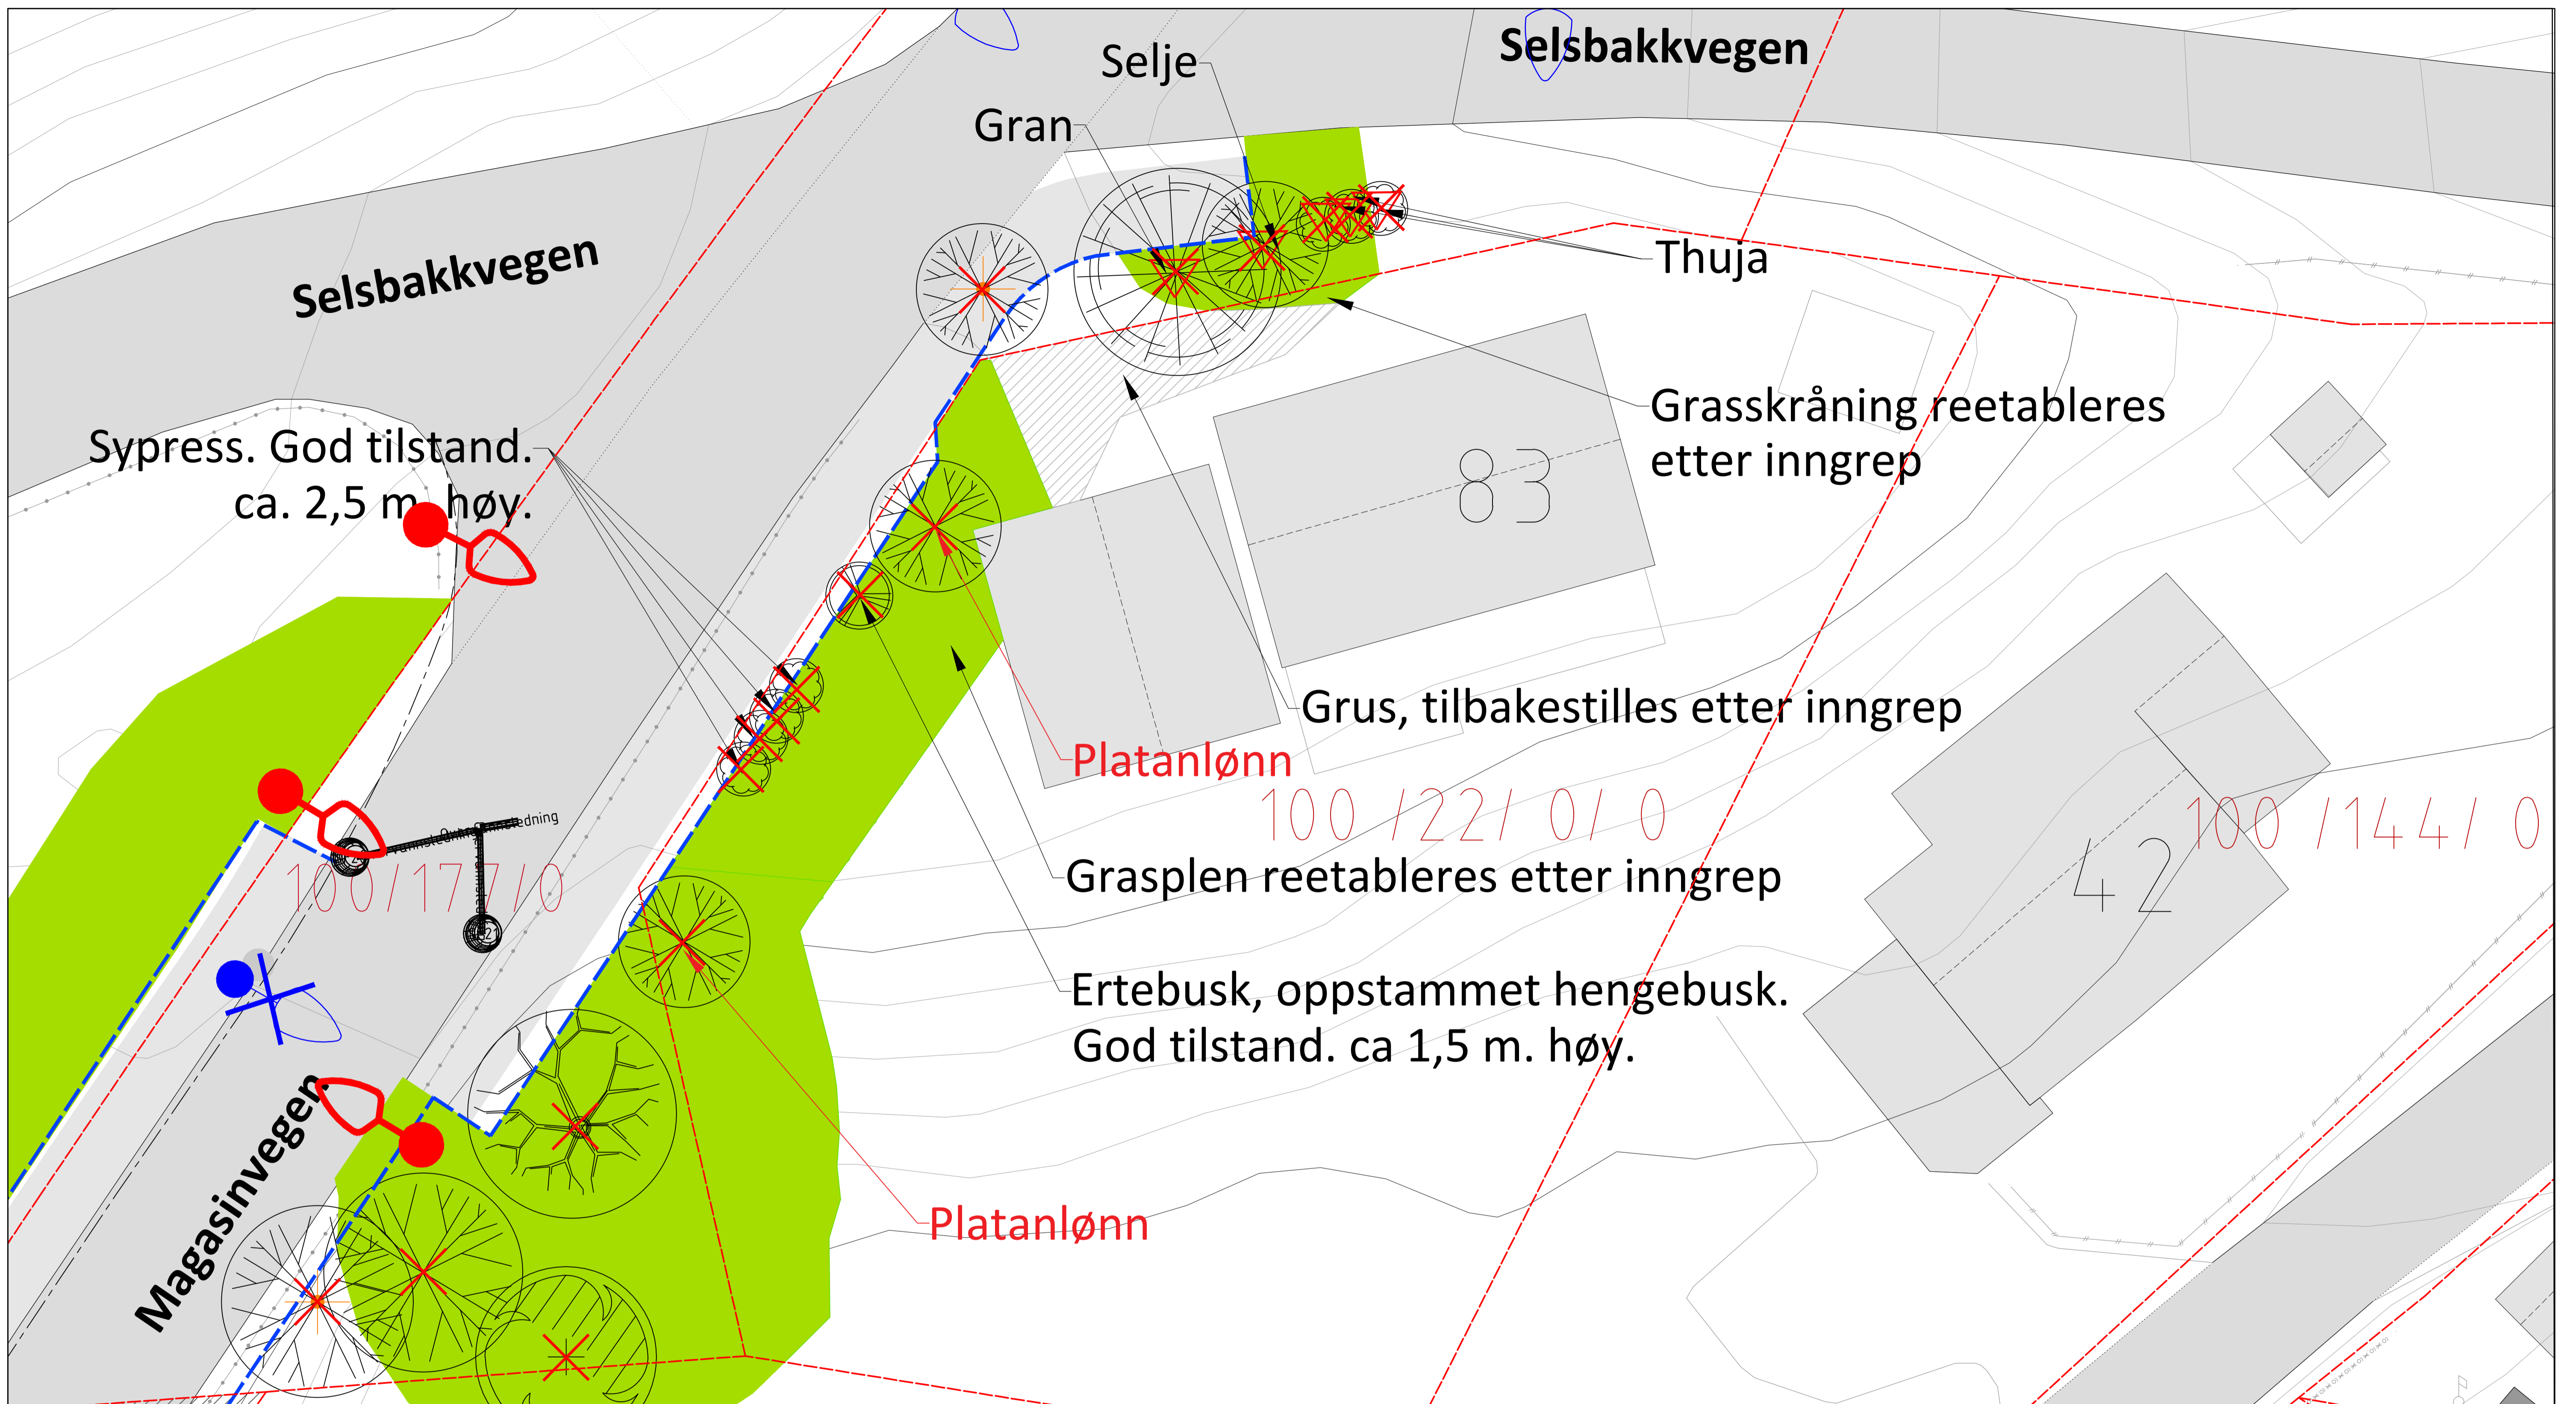 Selsbakkvegen
Selje
Gran
Selsbakkvegen
Thuja
Sypress. God tilstand.
ca. 2,5 m. høy.
Grasskråning reetableres
etter inngrep
83
Grus, tilbakestilles etter inngrep
Platanlønn
100 /22/ 0/ 0
100 /144/ 0
42
100/177/0
Grasplen reetableres etter inngrep
Ertebusk, oppstammet hengebusk.
God tilstand. ca 1,5 m. høy.
Magasinvegen
Platanlønn